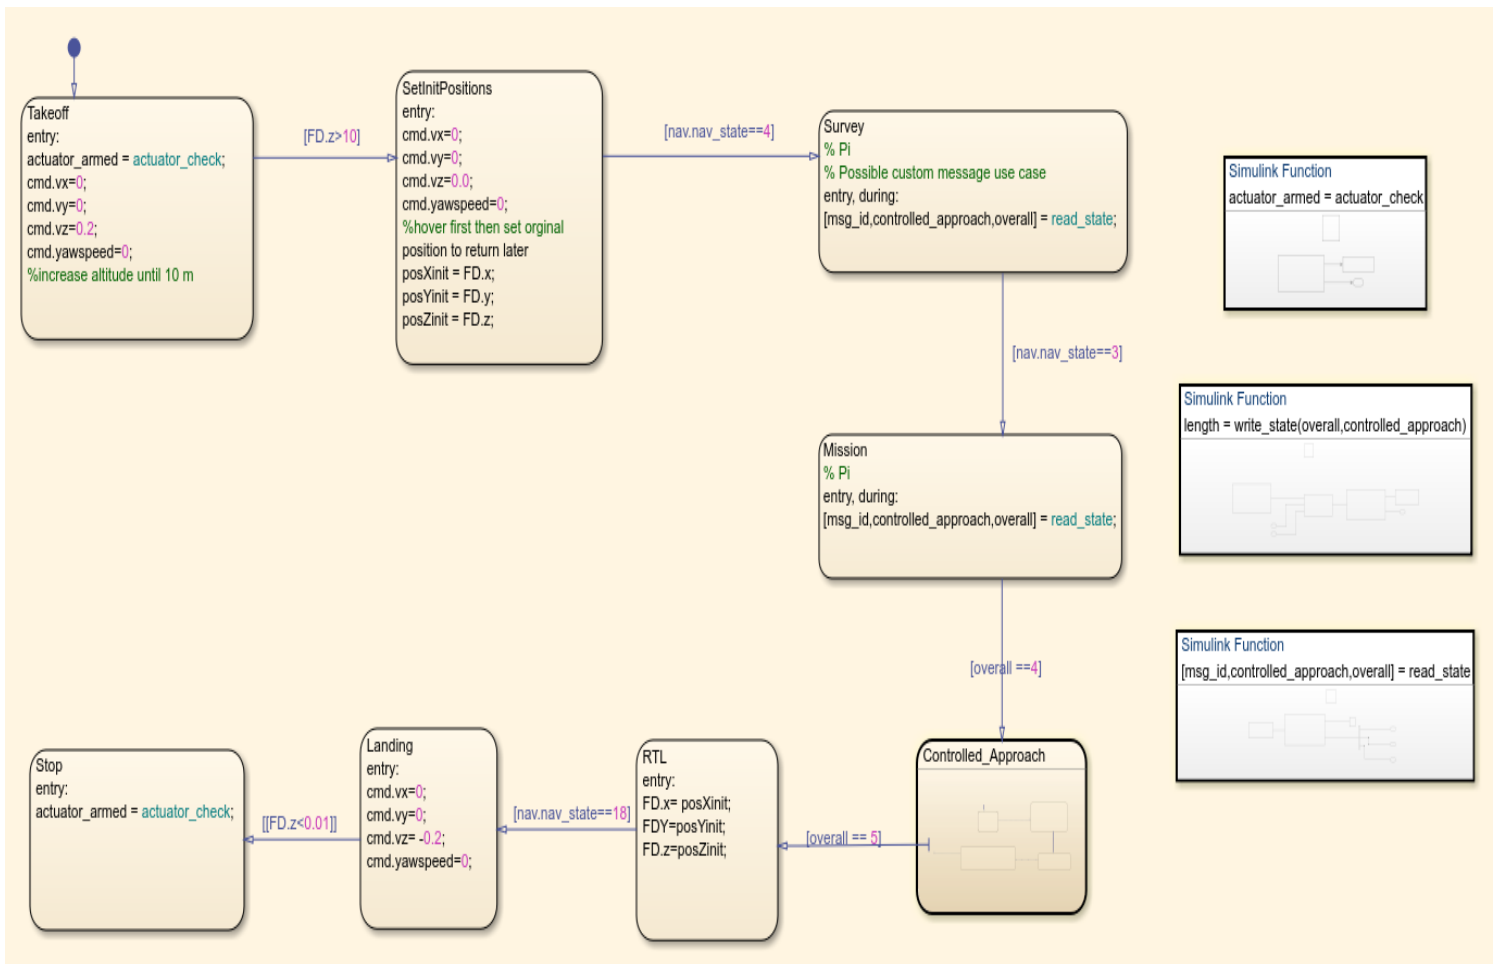 Takeoff
entry:
actuator_armed = actuator_check;
cmd.vx=0;
cmd.vy=0;
cmd.vz=0.2;
cmd.yawspeed=0;
%increase altitude until 10 m
[FD.z>10]
SetInitPositions
entry:
cmd.vx=0;
cmd.vy=0;
cmd.vz=0.0;
cmd.yawspeed=0;
%hover first then set orginal
position to return later
posXinit = FD.x;
posYinit = FD.y;
posZinit = FD.z;
[nav.nav_state==4]
Survey
% Pi
% Possible custom message use case
entry, during:
[msg_id,controlled_approach,overall] = read_state;
[nav.nav_state==3]
Mission
% Pi
entry, during:
[msg_id,controlled_approach,overall] = read_state;
[overall ==4]
Controlled_Approach
[overall == 5]
RTL
entry:
FD.x= posXinit;
FDY=posYinit;
FD.z=posZinit;
[nav.nav_state==18]
Landing
entry:
cmd.vx=0;
cmd.vy=0;
cmd.vz= -0.2;
cmd.yawspeed=0;
[[FD.z<0.01]]
Stop
entry:
actuator_armed = actuator_check;
Simulink Function
actuator_armed = actuator_check
Simulink Function
length = write_state(overall,controlled_approach)
Simulink Function
[msg_id,controlled_approach,overall] = read_state